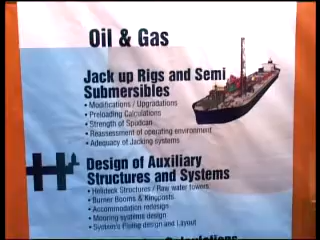 Oil & Gas
Jack up Rigs and Semi
Submersibles
• Modifications / Upgradations
• Preloading Calculations
• Strength of Spudcan
• Reassessment of operating environment
• Adequacy of Jacking systems
Design of Auxiliary
Structures and Systems
• Helideck Structures / Raw water towers
• Burner Booms & Kingposts
• Accommodation redesign
• Mooring systems design
• Systems Piping design and Layout
Calculations